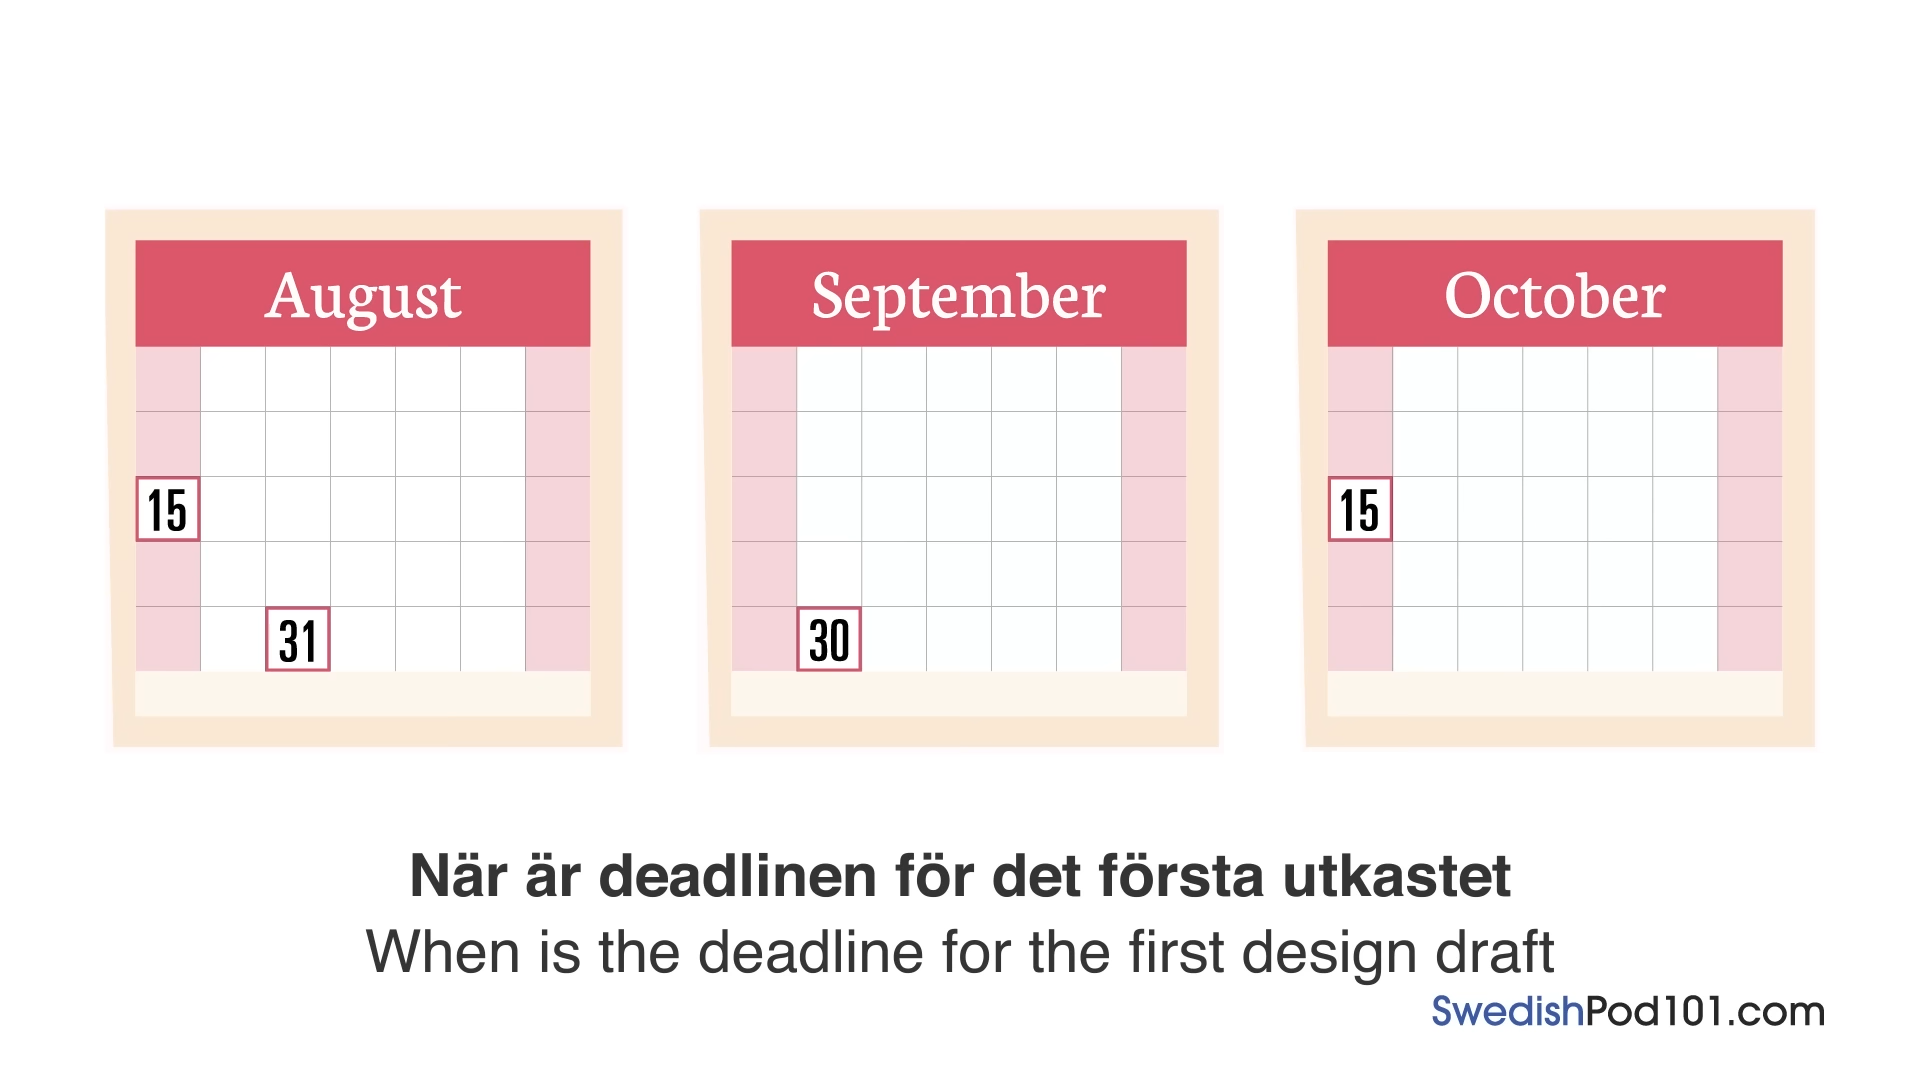 August
September
October
15
15
31
30
När är deadlinen för det första utkastet
When is the deadline for the first design draft
SwedishPod101.com